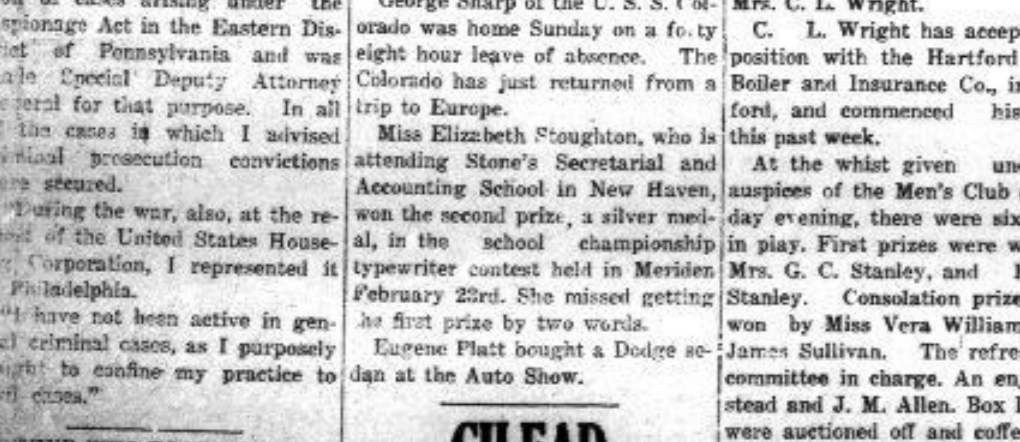 of cases arising under the
spionage Act in the Eastern Dis-
of Pennsylvania and was
Special Deputy Attorney
for that purpose. In all
the cases in which I advised
prosecution convictions
secured.
"During the war, also, at the re-
of the United States House-
Corporation, I represented it
Philadelphia.
"I have not been active in gen-
criminal cases, as I purposely
to confine my practice to
cases."
George Sharp of the U. S. S. Col-
orado was home Sunday on a forty
eight hour leave of absence. The
Colorado has just returned from a
trip to Europe.
Miss Elizabeth Stoughton, who is
attending Stone's Secretarial and
Accounting School in New Haven,
won the second prize, a silver med-
al, in the school championship
typewriter contest held in Meriden
February 23rd. She missed getting
he first prize by two words.
Eugene Platt bought a Dodge se-
dan at the Auto Show.
GILEAD
Mrs. C. L. Wright.
C. L. Wright has accep
position with the Hartford
Boiler and Insurance Co., in
ford, and commenced his
this past week.
At the whist given un
auspices of the Men's Club
day evening, there were six
in play. First prizes were w
Mrs. G. C. Stanley, and
Stanley. Consolation prize
won by Miss Vera William
James Sullivan. The refre
committee in charge. An en
stead and J. M. Allen. Box
were auctioned off and coffe